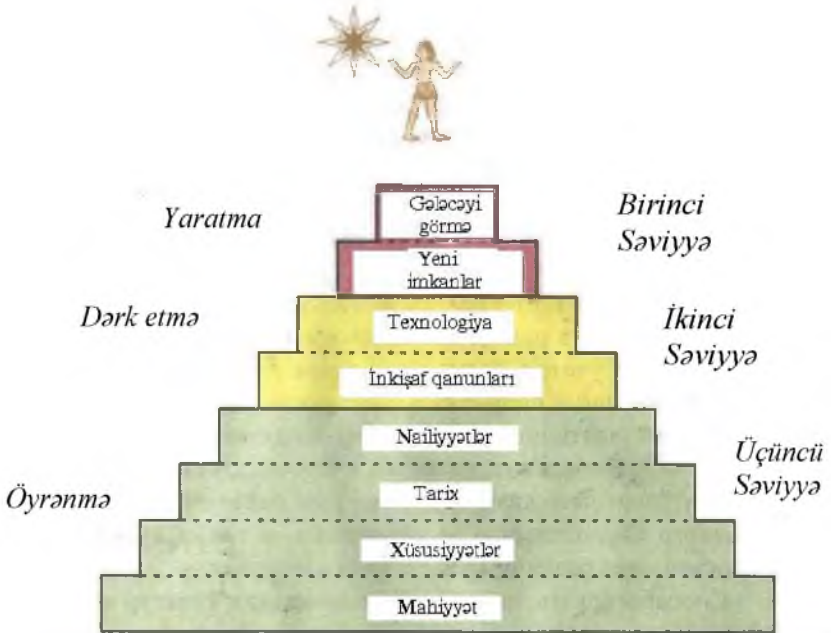 Yaratma
Gələcəyi
görmə
Birinci
Səviyyə
Yeni
imkanlar
Dərk etmə
Texnologiya
İkinci
Səviyyə
İnkişaf qanunları
Nailiyyətlər
Üçüncü
Səviyyə
Öyrənmə
Tarix
Xüsusiyyətlər
Mahiyyət